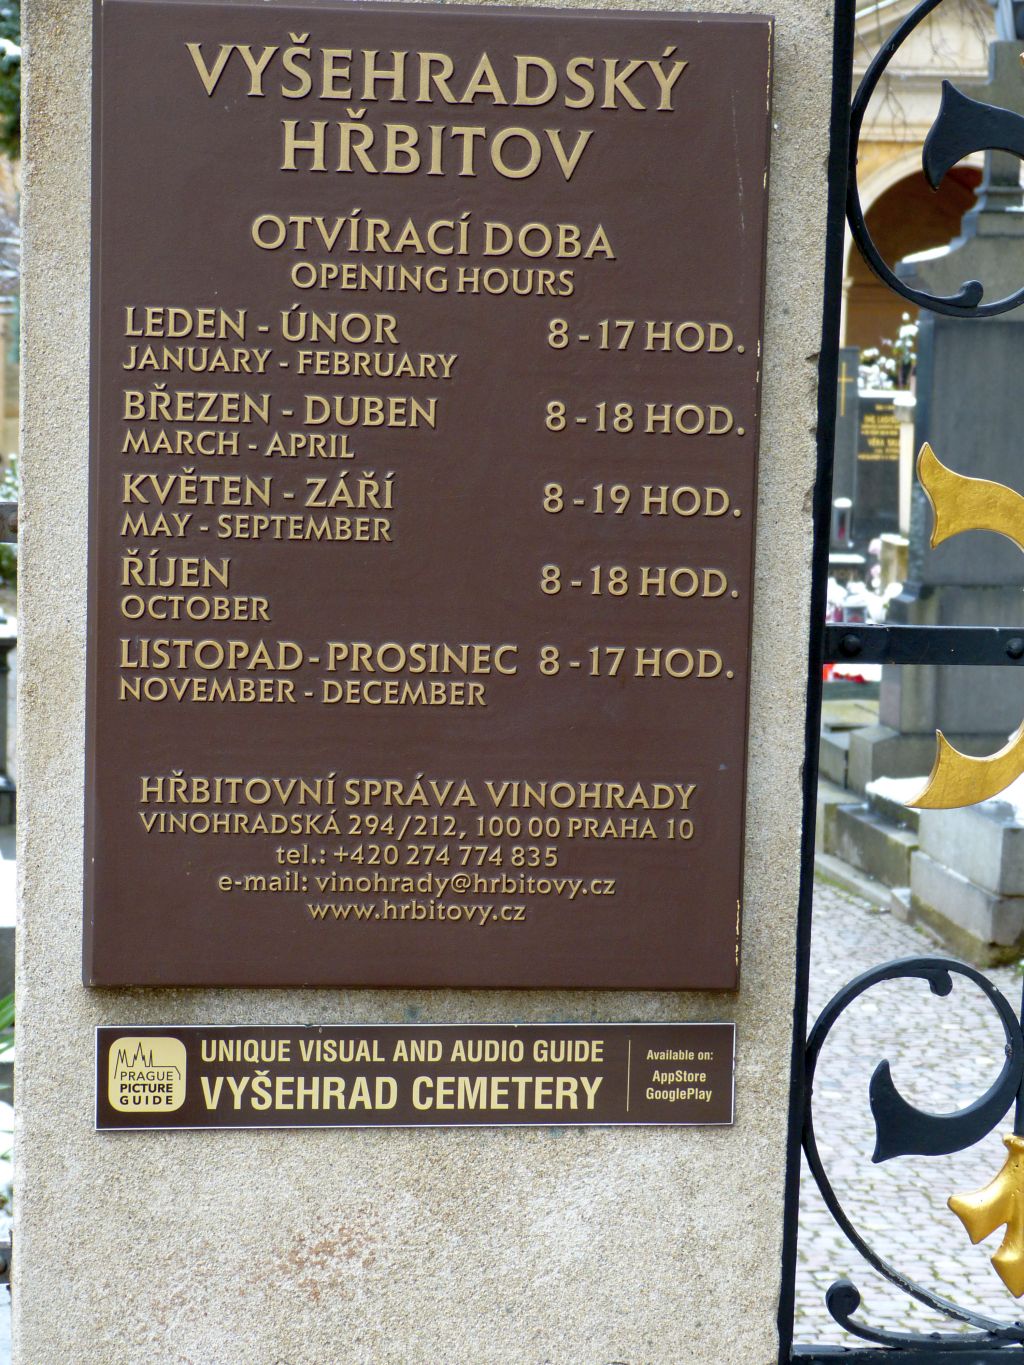 VYŠEHRADSKÝ
HŘBITOV
OTVÍRACÍ DOBA
OPENING HOURS
LEDEN - ÚNOR 8 - 17 HOD.
JANUARY - FEBRUARY
BŘEZEN - DUBEN 8 - 18 HOD.
MARCH - APRIL
KVĚTEN - ZÁŘÍ 8 - 19 HOD.
MAY - SEPTEMBER
ŘÍJEN 8 - 18 HOD.
OCTOBER
LISTOPAD - PROSINEC 8 - 17 HOD.
NOVEMBER - DECEMBER
HŘBITOVNÍ SPRÁVA VINOHRADY
VINOHRADSKÁ 294/212, 100 00 PRAHA 10
tel.: +420 274 774 835
e-mail: vinohrady@hrbitovy.cz
www.hrbitovy.cz
PRAGUE
PICTURE
GUIDE
UNIQUE VISUAL AND AUDIO GUIDE
VYŠEHRAD CEMETERY
Available on:
AppStore
GooglePlay